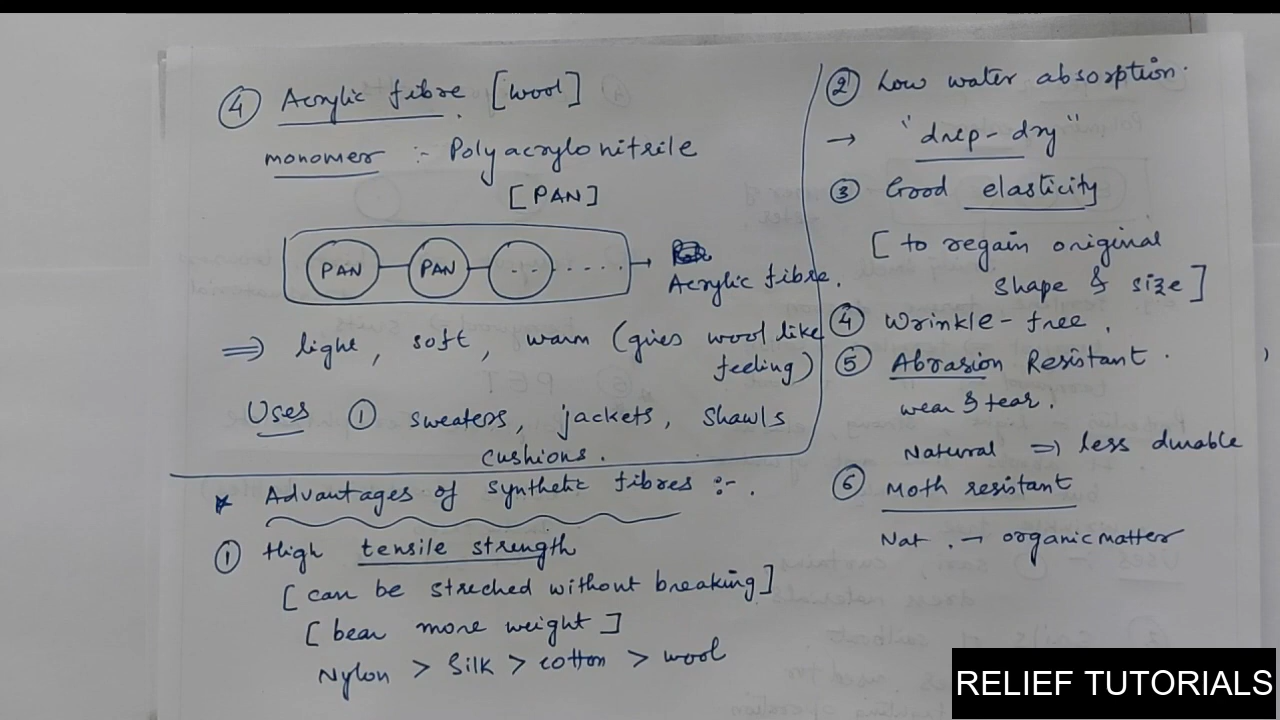 ④ Acrylic fibre [wool]
monomer :- Polyacrylonitrile
[PAN]
PAN PAN .. .... → Acrylic fibre.
⇒ light, soft, warm (gives wool like
feeling)
Uses ① sweaters, jackets, shawls
cushions.
* Advantages of synthetic fibres :-.
① High tensile strength
[can be streched without breaking]
[bear more weight]
Nylon > Silk > cotton > wool
② Low water absorption.
→ "drep-dry"
③ Good elasticity
[to regain original
shape & size]
④ Wrinkle-free.
⑤ Abrasion Resistant.
wear & tear.
Natural ⇒ less durable
⑥ Moth resistant
Nat. → organic matter
RELIEF TUTORIALS